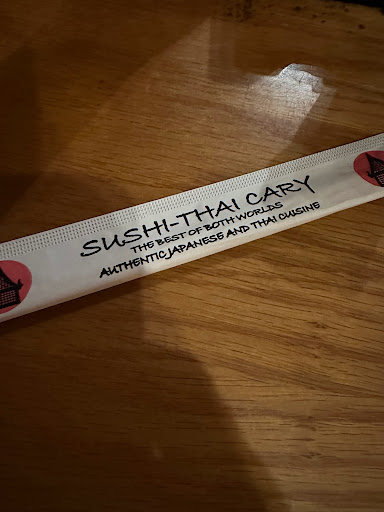 SUSHI-THAI CARY
THE BEST OF BOTH WORLDS
AUTHENTIC JAPANESE AND THAI CUISINE